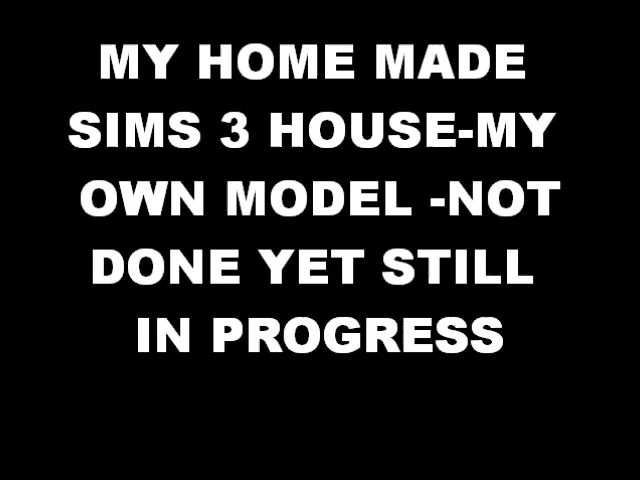 MY HOME MADE
SIMS 3 HOUSE-MY
OWN MODEL -NOT
DONE YET STILL
IN PROGRESS